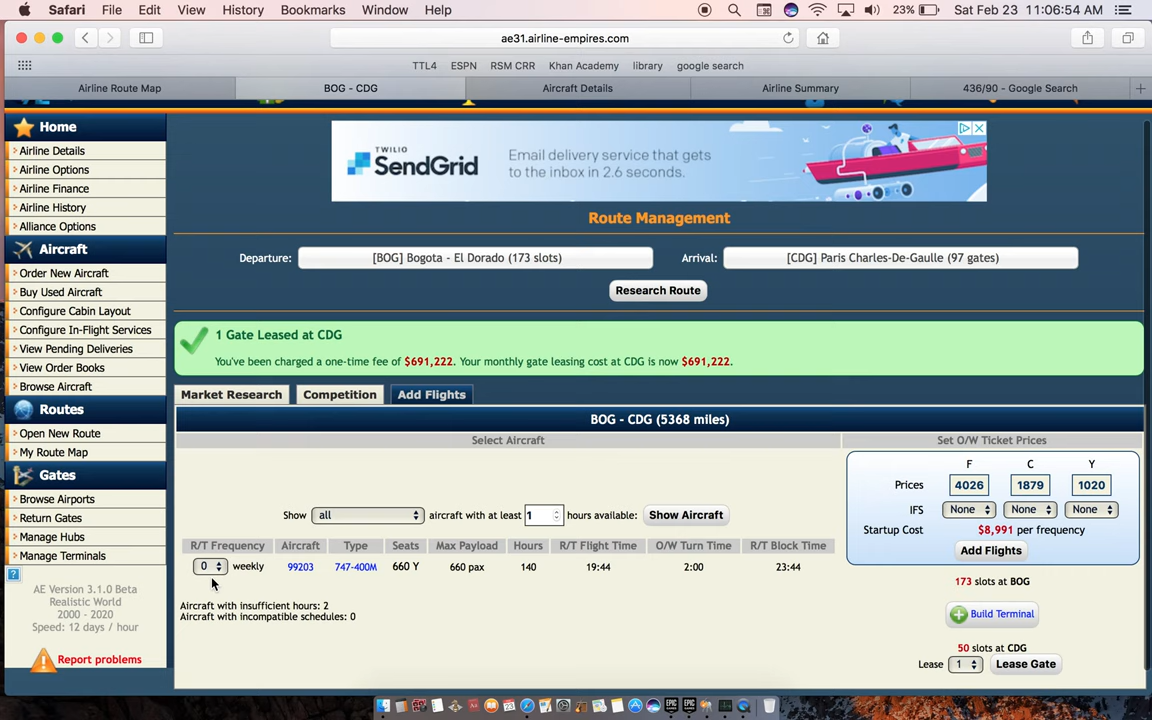 Safari File Edit View History Bookmarks Window Help 23% Sat Feb 23 11:06:54 AM
ae31.airline-empires.com
TTL4 ESPN RSM CRR Khan Academy library google search
Airline Route Map BOG - CDG Aircraft Details Airline Summary 436/90 - Google Search
Home
Airline Details
Airline Options
Airline Finance
Airline History
Alliance Options
Aircraft
Order New Aircraft
Buy Used Aircraft
Configure Cabin Layout
Configure In-Flight Services
View Pending Deliveries
View Order Books
Browse Aircraft
Routes
Open New Route
My Route Map
Gates
Browse Airports
Return Gates
Manage Hubs
Manage Terminals
?
AE Version 3.1.0 Beta
Realistic World
2000 - 2020
Speed: 12 days / hour
Report problems
TWILIO
SendGrid
Email delivery service that gets
to the inbox in 2.6 seconds.
Route Management
Departure: [BOG] Bogota - El Dorado (173 slots) Arrival: [CDG] Paris Charles-De-Gaulle (97 gates)
Research Route
1 Gate Leased at CDG
You've been charged a one-time fee of $691,222. Your monthly gate leasing cost at CDG is now $691,222.
Market Research Competition Add Flights
BOG - CDG (5368 miles)
Select Aircraft Set O/W Ticket Prices
Show all aircraft with at least 1 hours available: Show Aircraft
R/T Frequency Aircraft Type Seats Max Payload Hours R/T Flight Time O/W Turn Time R/T Block Time
0 weekly 99203 747-400M 660 Y 660 pax 140 19:44 2:00 23:44
Aircraft with insufficient hours: 2
Aircraft with incompatible schedules: 0
F C Y
Prices 4026 1879 1020
IFS None None None
Startup Cost $8,991 per frequency
Add Flights
173 slots at BOG
Build Terminal
50 slots at CDG
Lease 1 Lease Gate